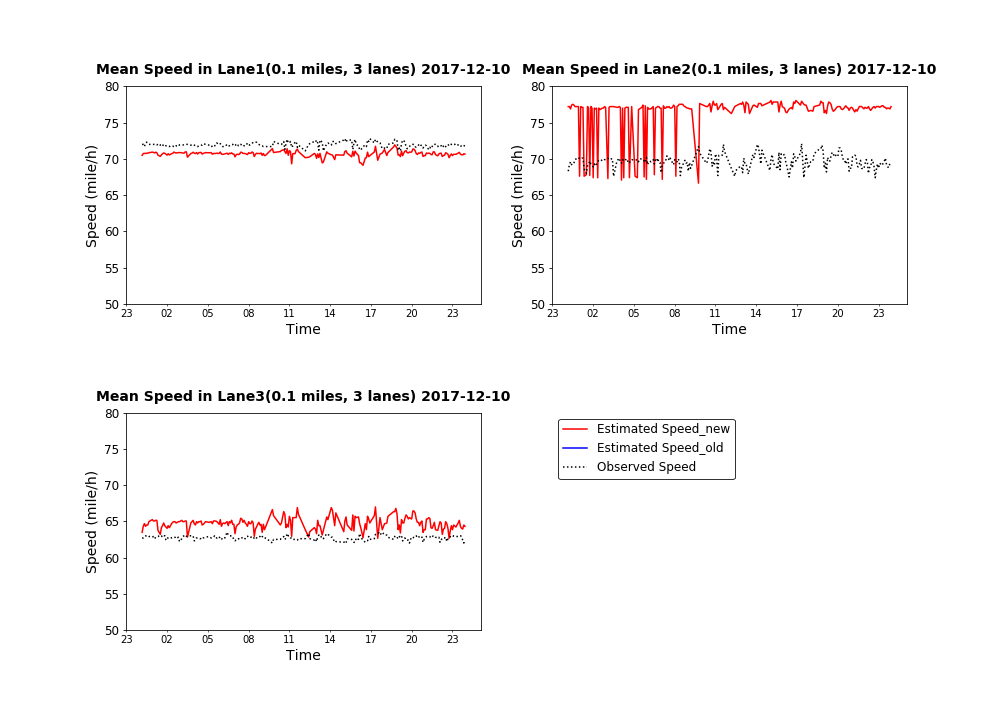 Mean Speed in Lane1(0.1 miles, 3 lanes) 2017-12-10
80
75
70
65
60
55
50
Speed (mile/h)
23 02 05 08 11 14 17 20 23
Time
Mean Speed in Lane2(0.1 miles, 3 lanes) 2017-12-10
80
75
70
65
60
55
50
Speed (mile/h)
23 02 05 08 11 14 17 20 23
Time
Mean Speed in Lane3(0.1 miles, 3 lanes) 2017-12-10
80
75
70
65
60
55
50
Speed (mile/h)
23 02 05 08 11 14 17 20 23
Time
Estimated Speed_new
Estimated Speed_old
Observed Speed